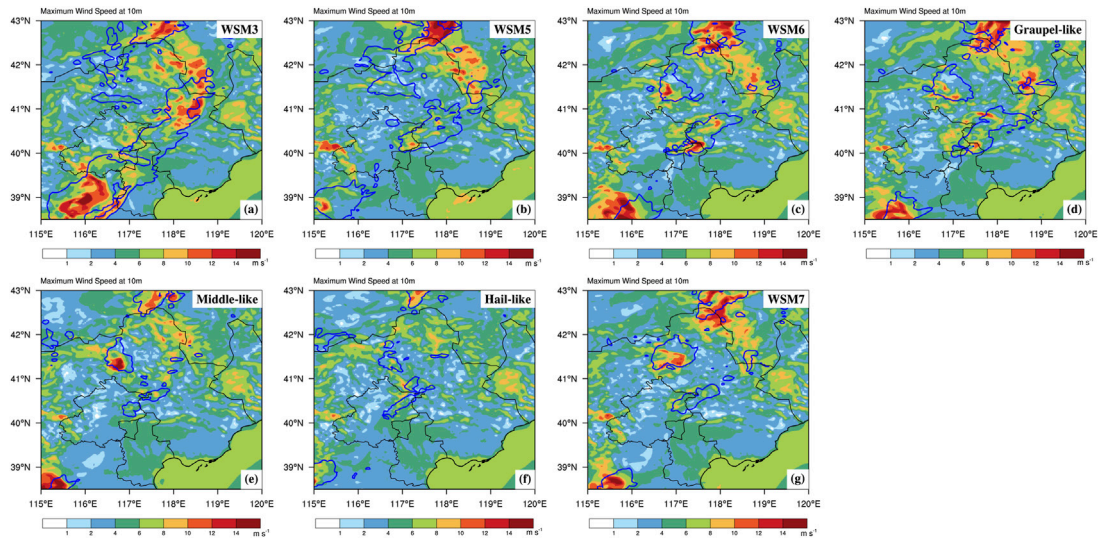 Maximum Wind Speed at 10m
WSM3
43°N
42°N
41°N
40°N
39°N
(a)
115°E 116°E 117°E 118°E 119°E 120°E
1 2 4 6 8 10 12 14
Maximum Wind Speed at 10m
WSM5
43°N
42°N
41°N
40°N
39°N
(b)
115°E 116°E 117°E 118°E 119°E 120°E
1 2 4 6 8 10 12 14 m s⁻¹
Maximum Wind Speed at 10m
WSM6
43°N
42°N
41°N
40°N
39°N
(c)
115°E 116°E 117°E 118°E 119°E 120°E
1 2 4 6 8 10 12 14 m s⁻¹
Maximum Wind Speed at 10m
Graupel-like
43°N
42°N
41°N
40°N
39°N
(d)
115°E 116°E 117°E 118°E 119°E 120°E
1 2 4 6 8 10 12 14 m s⁻¹
Maximum Wind Speed at 10m
Middle-like
43°N
42°N
41°N
40°N
39°N
(e)
115°E 116°E 117°E 118°E 119°E 120°E
1 2 4 6 8 10 12 14 m s⁻¹
Maximum Wind Speed at 10m
Hail-like
43°N
42°N
41°N
40°N
39°N
(f)
115°E 116°E 117°E 118°E 119°E 120°E
1 2 4 6 8 10 12 14 m s⁻¹
Maximum Wind Speed at 10m
WSM7
43°N
42°N
41°N
40°N
39°N
(g)
115°E 116°E 117°E 118°E 119°E 120°E
1 2 4 6 8 10 12 14 m s⁻¹